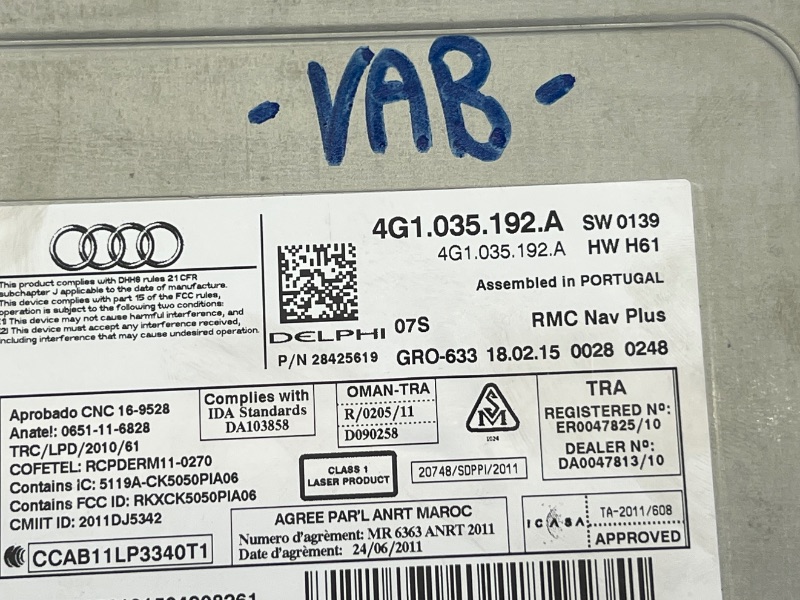 - VAB -
4G1.035.192.A SW 0139
4G1.035.192.A HW H61
Assembled in PORTUGAL
This product complies with DHHS rules 21 CFR
subchapter J applicable to the date of manufacture.
This device complies with part 15 of the FCC rules,
operation is subject to the following two conditions:
(1) This device may not cause harmful interference, and
(2) This device must accept any interference received,
including interference that may cause undesired operation.
DELPHI 07S RMC Nav Plus
P/N 28425619 GRO-633 18.02.15 0028 0248
Aprobado CNC 16-9528
Anatel: 0651-11-6828
TRC/LPD/2010/61
COFETEL: RCPDERM11-0270
Contains iC: 5119A-CK5050PIA06
Contains FCC ID: RKXCK5050PIA06
CMIIT ID: 2011DJ5342
CCAB11LP3340T1
Complies with
IDA Standards
DA103858
OMAN-TRA
R/0205/11
D090258
CLASS 1
LASER PRODUCT
1024
20748/SDPPI/2011
TRA
REGISTERED Nº:
ER0047825/10
DEALER Nº:
DA0047813/10
AGREE PAR'L ANRT MAROC
Numero d'agrèment: MR 6363 ANRT 2011
Date d'agrèment: 24/06/2011
ICASA TA-2011/608
APPROVED